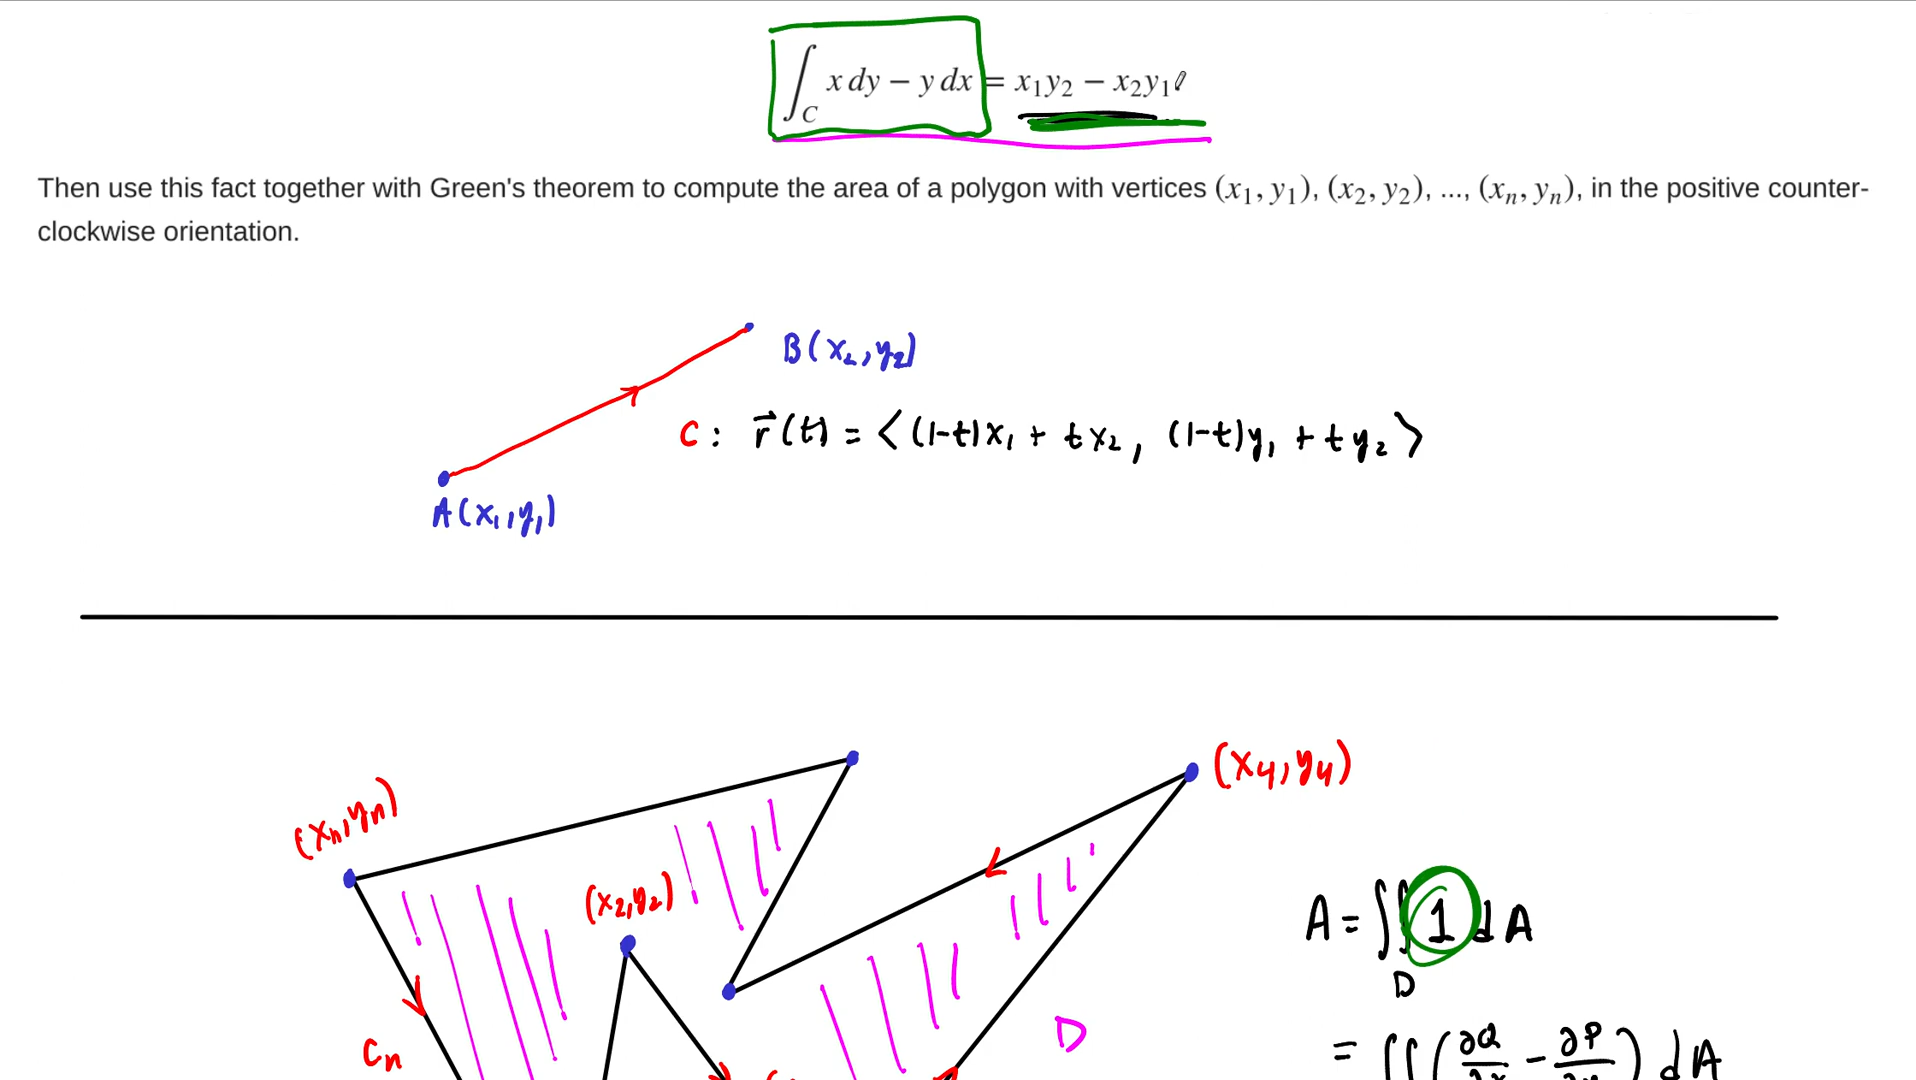 ∫_C x dy − y dx = x₁y₂ − x₂y₁
Then use this fact together with Green's theorem to compute the area of a polygon with vertices (x₁, y₁), (x₂, y₂), ..., (xₙ, yₙ), in the positive counter-
clockwise orientation.
B(x₂,y₂)
C: r⃗(t) = ⟨(1-t)x₁ + tx₂, (1-t)y₁ + ty₂⟩
A(x₁,y₁)
(x₄,y₄)
(xₙ,yₙ)
(x₂,y₂)
A = ∬_D 1 dA
D
Cₙ
= ∬(∂Q/∂x − ∂P/∂y) dA